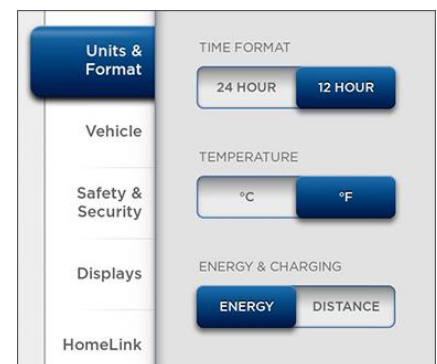 Units &
Format
Vehicle
Safety &
Security
Displays
HomeLink
TIME FORMAT
24 HOUR 12 HOUR
TEMPERATURE
°C °F
ENERGY & CHARGING
ENERGY DISTANCE